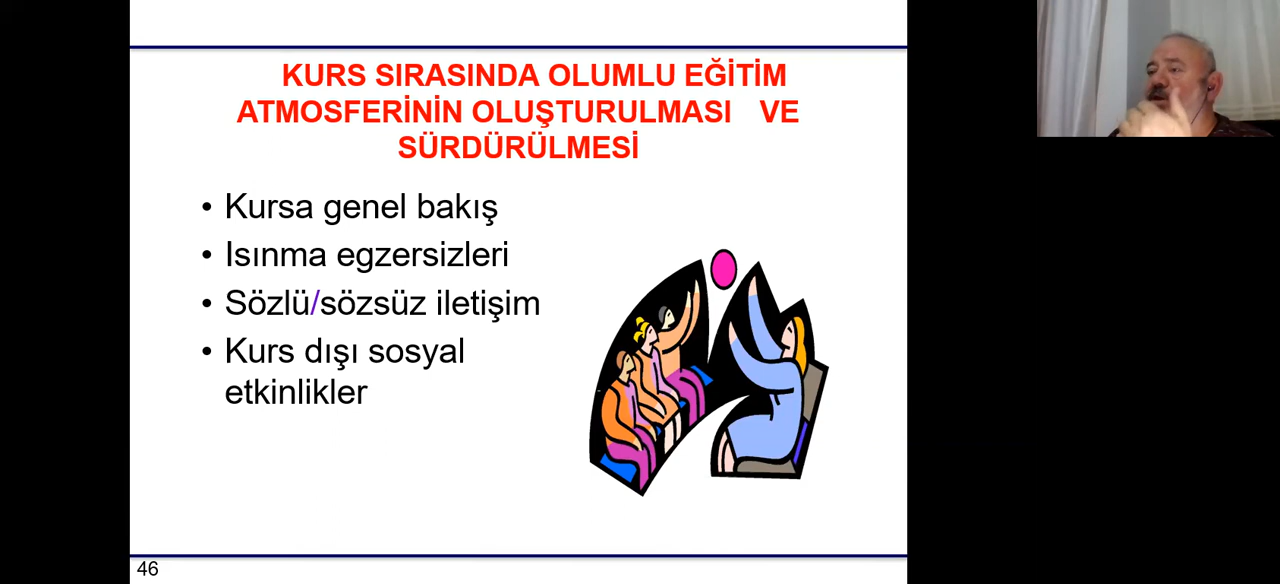 KURS SIRASINDA OLUMLU EĞİTİM
ATMOSFERİNİN OLUŞTURULMASI VE
SÜRDÜRÜLMESİ
• Kursa genel bakış
• Isınma egzersizleri
• Sözlü/sözsüz iletişim
• Kurs dışı sosyal
etkinlikler
46